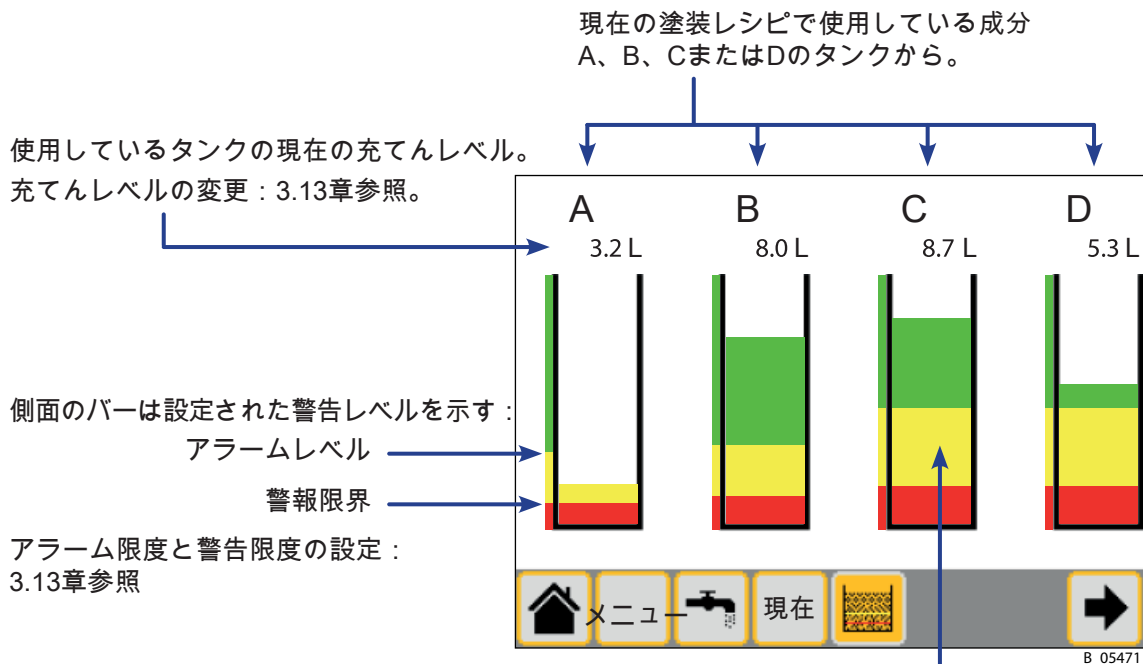 現在の塗装レシピで使用している成分
A、B、CまたはDのタンクから。
使用しているタンクの現在の充てんレベル。
充てんレベルの変更：3.13章参照。
A
B
C
D
3.2 L
8.0 L
8.7 L
5.3 L
側面のバーは設定された警告レベルを示す：
アラームレベル
警報限界
アラーム限度と警告限度の設定：
3.13章参照
メニュー
現在
B 05471